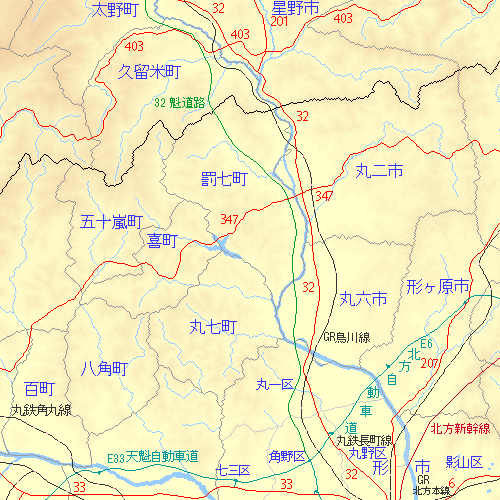 太野町
32
201
星野市
403
403
403
久留米町
32 魁道路
32
罰七町
丸二市
347
五十嵐町
347
喜町
32
丸六市
形ヶ原市
丸七町
GR鳥川線
E6
北方自動車道
207
八角町
丸一区
百町
丸鉄角丸線
北方新幹線
丸鉄長町線
丸野区
E33 天魁自動車道
角野区
七三区
形市
影山区
33
33
32
GR
北方本線